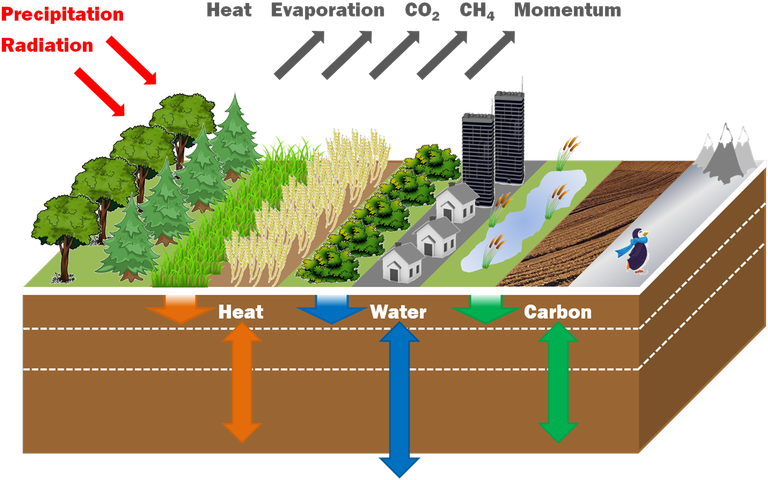 Precipitation
Radiation
Heat Evaporation CO₂ CH₄ Momentum
Heat Water Carbon